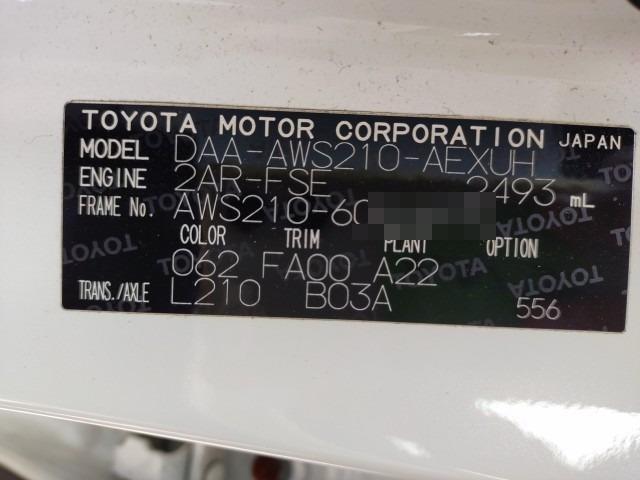 TOYOTA MOTOR CORPORATION JAPAN
MODEL DAA-AWS210-AEXUH
ENGINE 2AR-FSE 2493 mL
FRAME No. AWS210-60
COLOR TRIM PLANT OPTION
062 FA00 A22
TRANS./AXLE L210 B03A 556